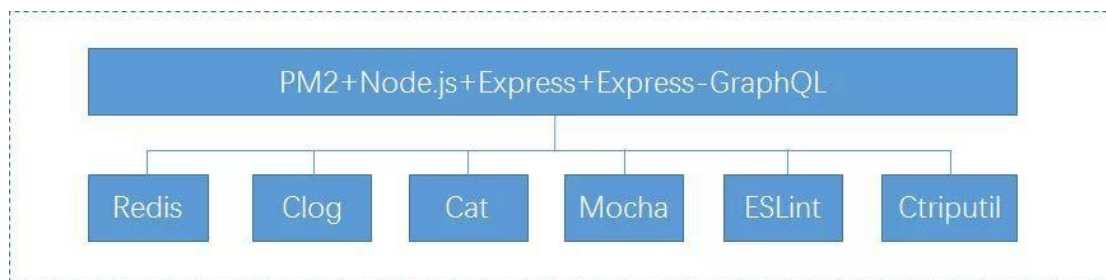 PM2+Node.js+Express+Express-GraphQL
Redis
Clog
Cat
Mocha
ESLint
Ctriputil